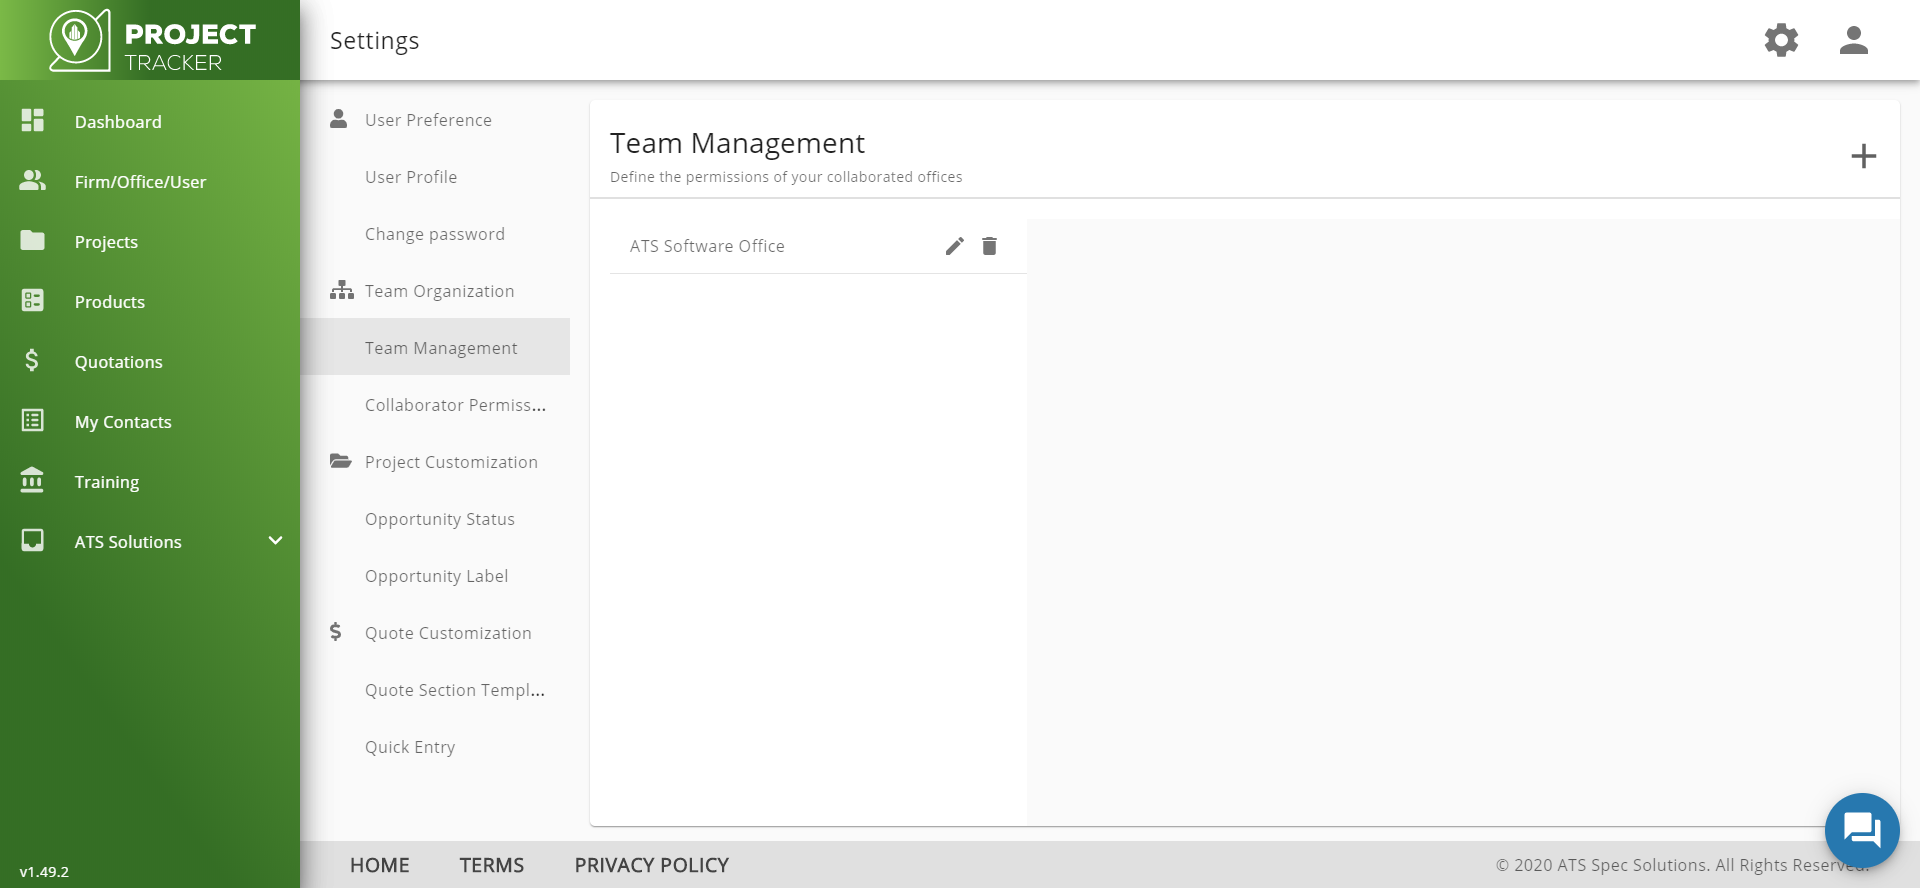 PROJECT
TRACKER
Settings
Dashboard
Firm/Office/User
Projects
Products
Quotations
My Contacts
Training
ATS Solutions
v1.49.2
User Preference
User Profile
Change password
Team Organization
Team Management
Collaborator Permiss...
Project Customization
Opportunity Status
Opportunity Label
Quote Customization
Quote Section Templ...
Quick Entry
Team Management
Define the permissions of your collaborated offices
ATS Software Office
HOME TERMS PRIVACY POLICY
© 2020 ATS Spec Solutions. All Rights Reserved.